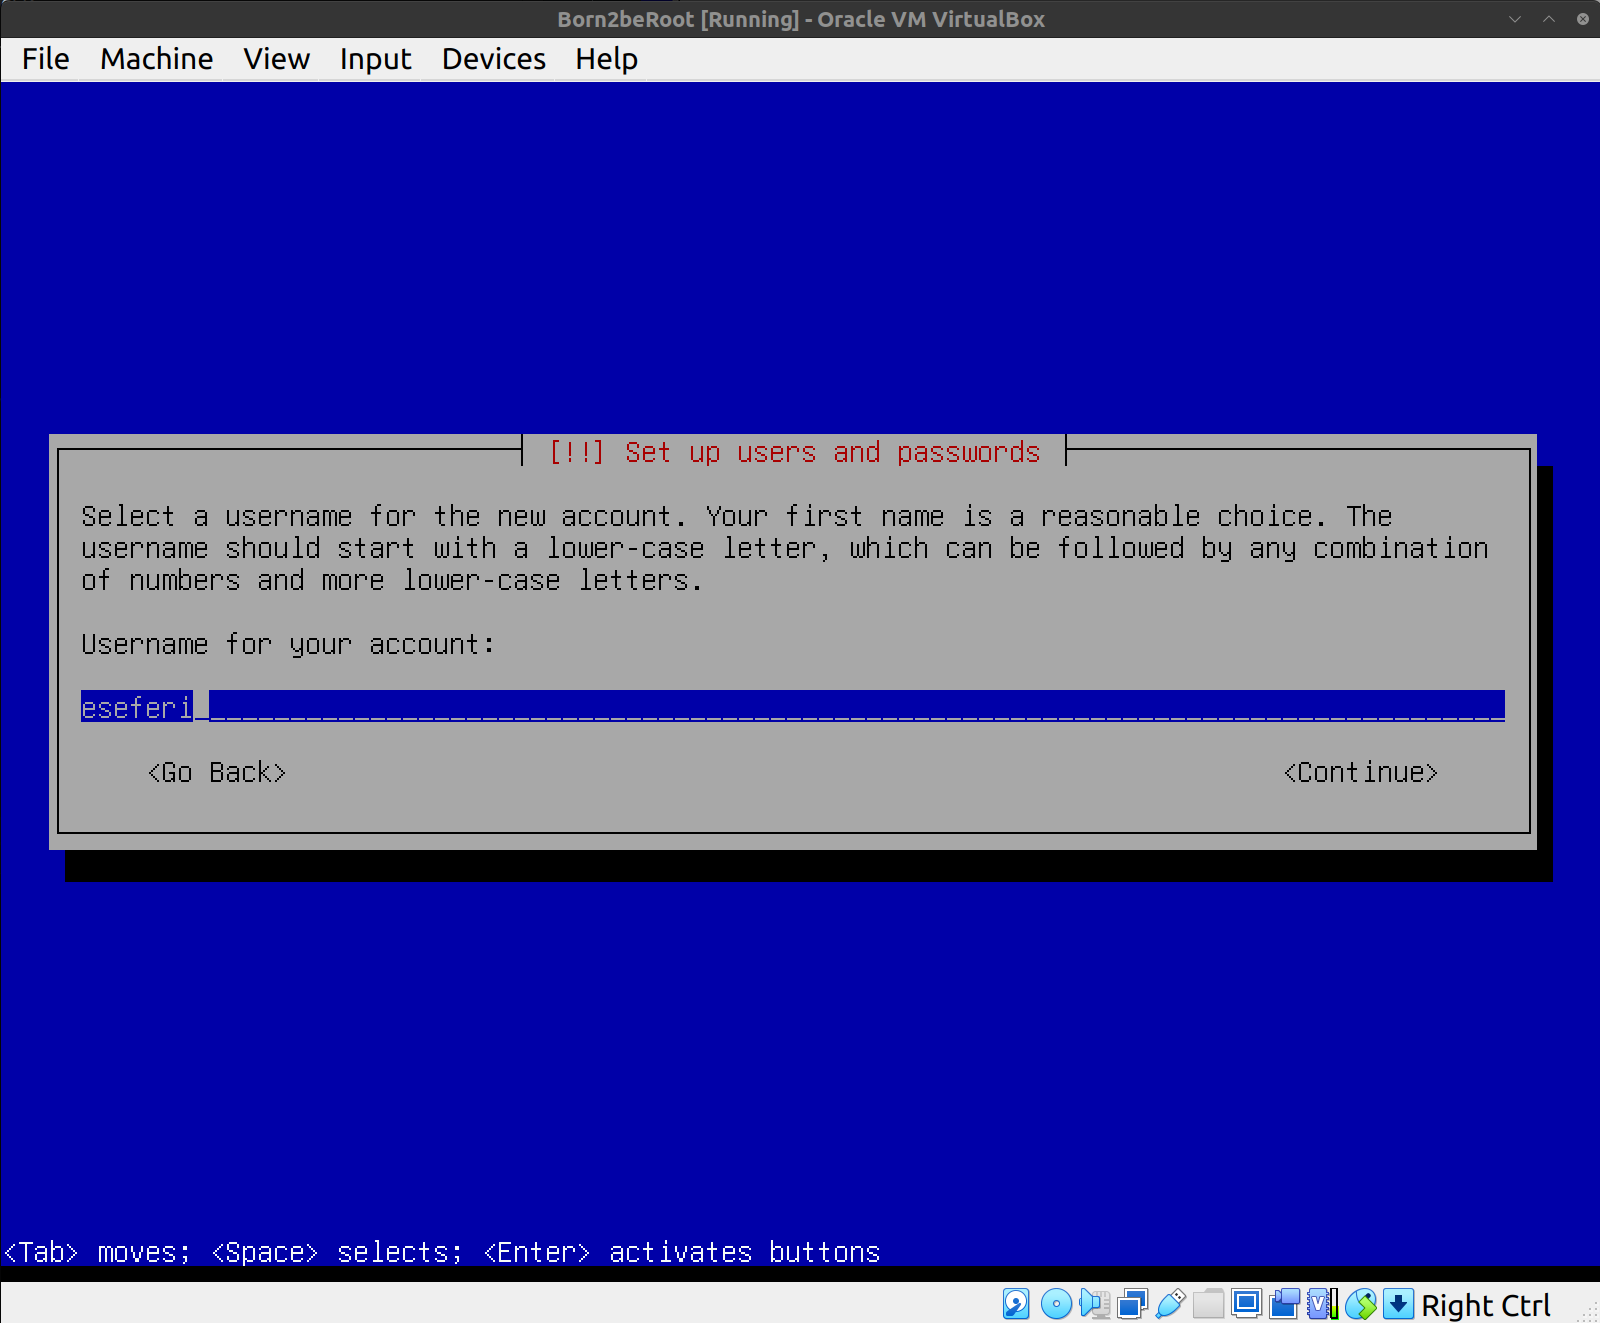 Born2beRoot [Running] - Oracle VM VirtualBox
File Machine View Input Devices Help
[!!] Set up users and passwords
Select a username for the new account. Your first name is a reasonable choice. The
username should start with a lower-case letter, which can be followed by any combination
of numbers and more lower-case letters.
Username for your account:
eseferi
<Go Back> <Continue>
<Tab> moves; <Space> selects; <Enter> activates buttons
Right Ctrl